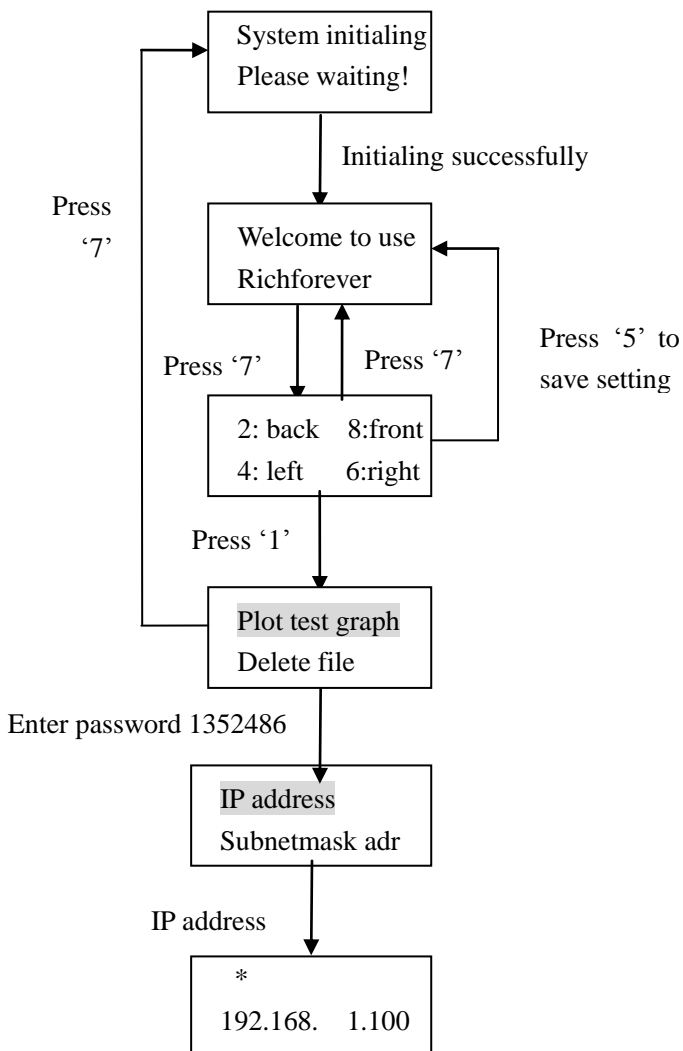 System initialing
Please waiting!
Initialing successfully
Press
‘7’
Welcome to use
Richforever
Press ‘7’
Press ‘7’
Press ‘5’ to
save setting
2: back 8:front
4: left 6:right
Press ‘1’
Plot test graph
Delete file
Enter password 1352486
IP address
Subnetmask adr
IP address
*
192.168. 1.100